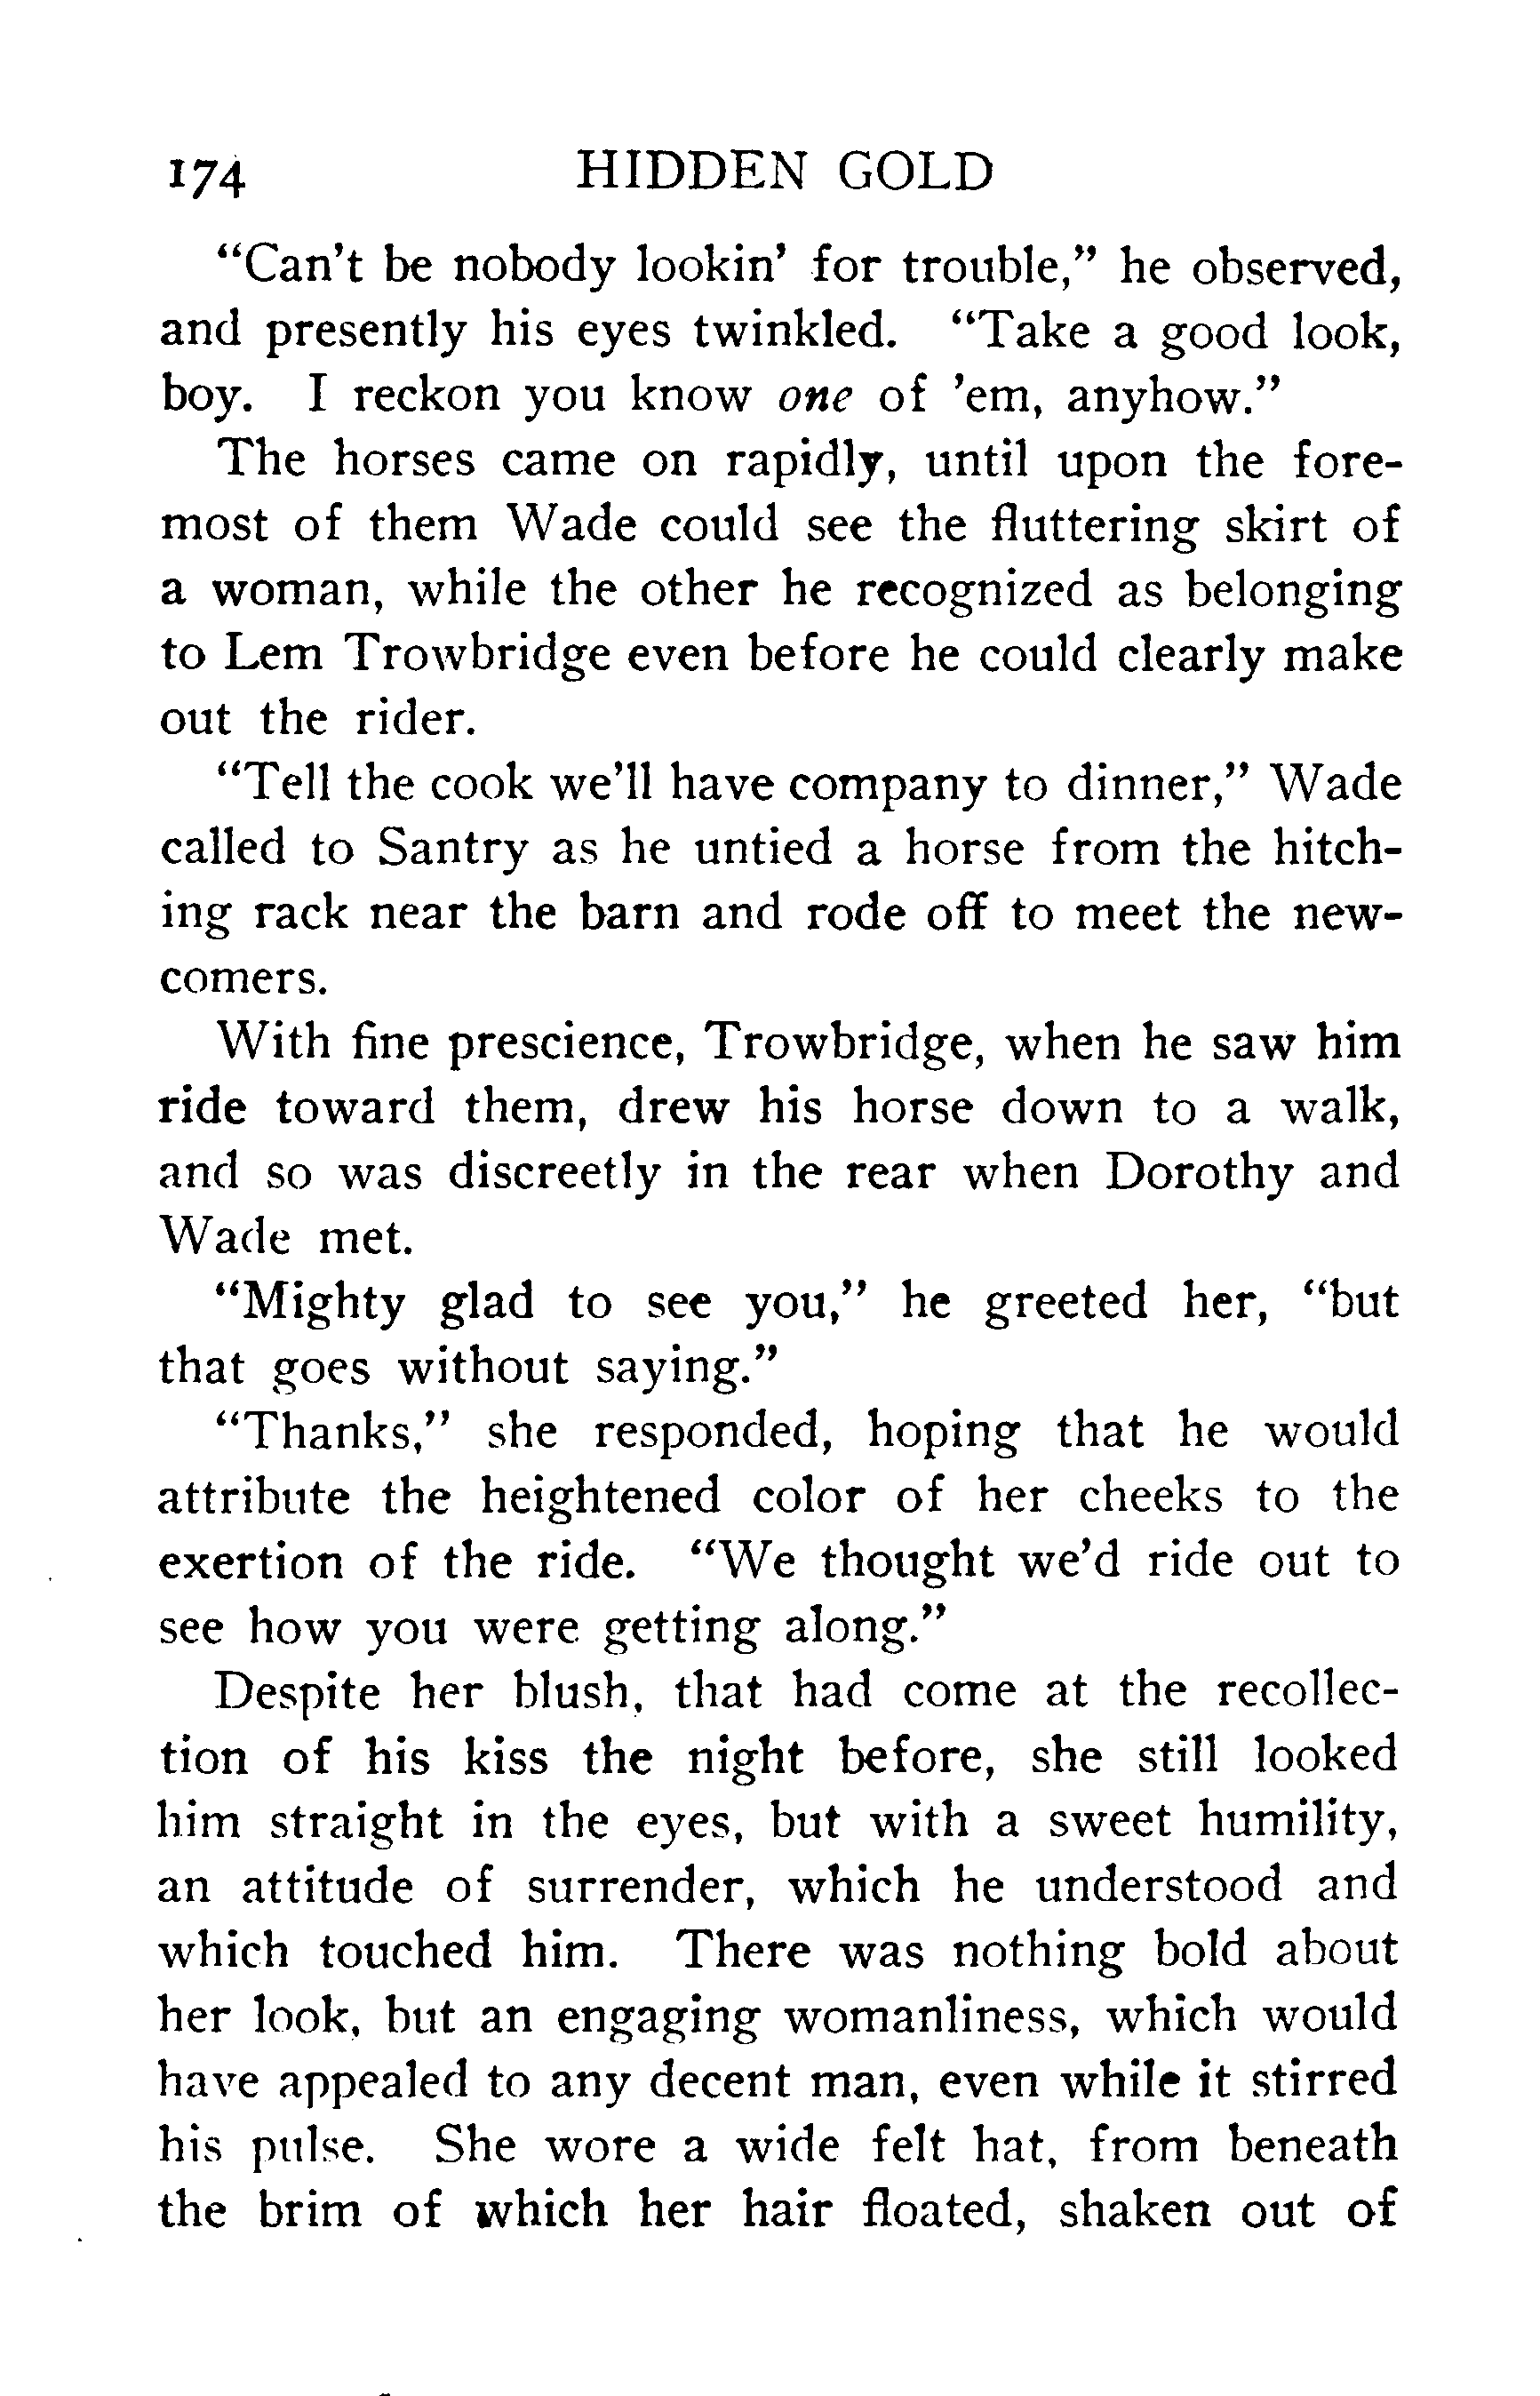 174 HIDDEN GOLD
“Can’t be nobody lookin’ for trouble,” he observed,
and presently his eyes twinkled. “Take a good look,
boy. I reckon you know one of ’em, anyhow.”
The horses came on rapidly, until upon the fore-
most of them Wade could see the fluttering skirt of
a woman, while the other he recognized as belonging
to Lem Trowbridge even before he could clearly make
out the rider.
“Tell the cook we’ll have company to dinner,” Wade
called to Santry as he untied a horse from the hitch-
ing rack near the barn and rode off to meet the new-
comers.
With fine prescience, Trowbridge, when he saw him
ride toward them, drew his horse down to a walk,
and so was discreetly in the rear when Dorothy and
Wade met.
“Mighty glad to see you,” he greeted her, “but
that goes without saying.”
“Thanks,” she responded, hoping that he would
attribute the heightened color of her cheeks to the
exertion of the ride. “We thought we’d ride out to
see how you were getting along.”
Despite her blush, that had come at the recollec-
tion of his kiss the night before, she still looked
him straight in the eyes, but with a sweet humility,
an attitude of surrender, which he understood and
which touched him. There was nothing bold about
her look, but an engaging womanliness, which would
have appealed to any decent man, even while it stirred
his pulse. She wore a wide felt hat, from beneath
the brim of which her hair floated, shaken out of